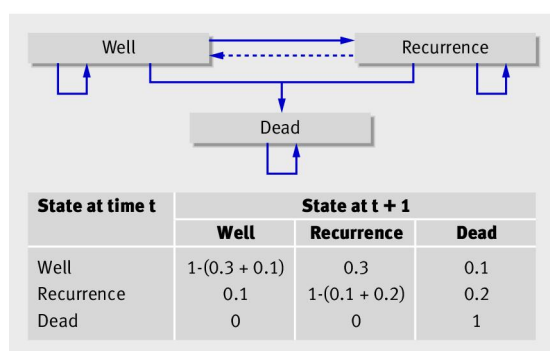 Well Recurrence
Dead
State at time t State at t + 1
Well Recurrence Dead
Well 1-(0.3 + 0.1) 0.3 0.1
Recurrence 0.1 1-(0.1 + 0.2) 0.2
Dead 0 0 1